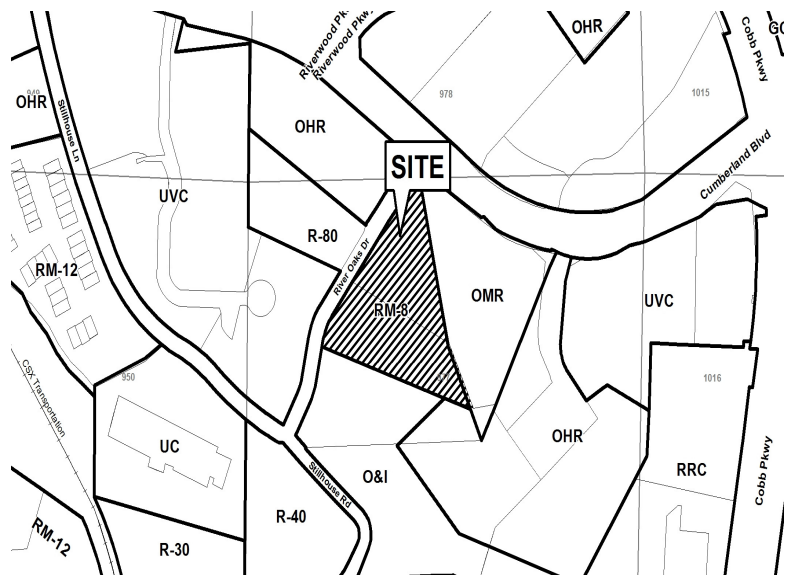 Riverwood Pkwy
Riverwood Pkwy
OHR
Cobb Pkwy
GC
949
OHR
Stillhouse Ln
978
1015
OHR
Cumberland Blvd
SITE
UVC
R-80
River Oaks Dr
RM-12
RM-8
OMR
UVC
CSX Transportation
950
1016
UC
OHR
O&I
RRC
Cobb Pkwy
Stillhouse Rd
R-40
RM-12
R-30